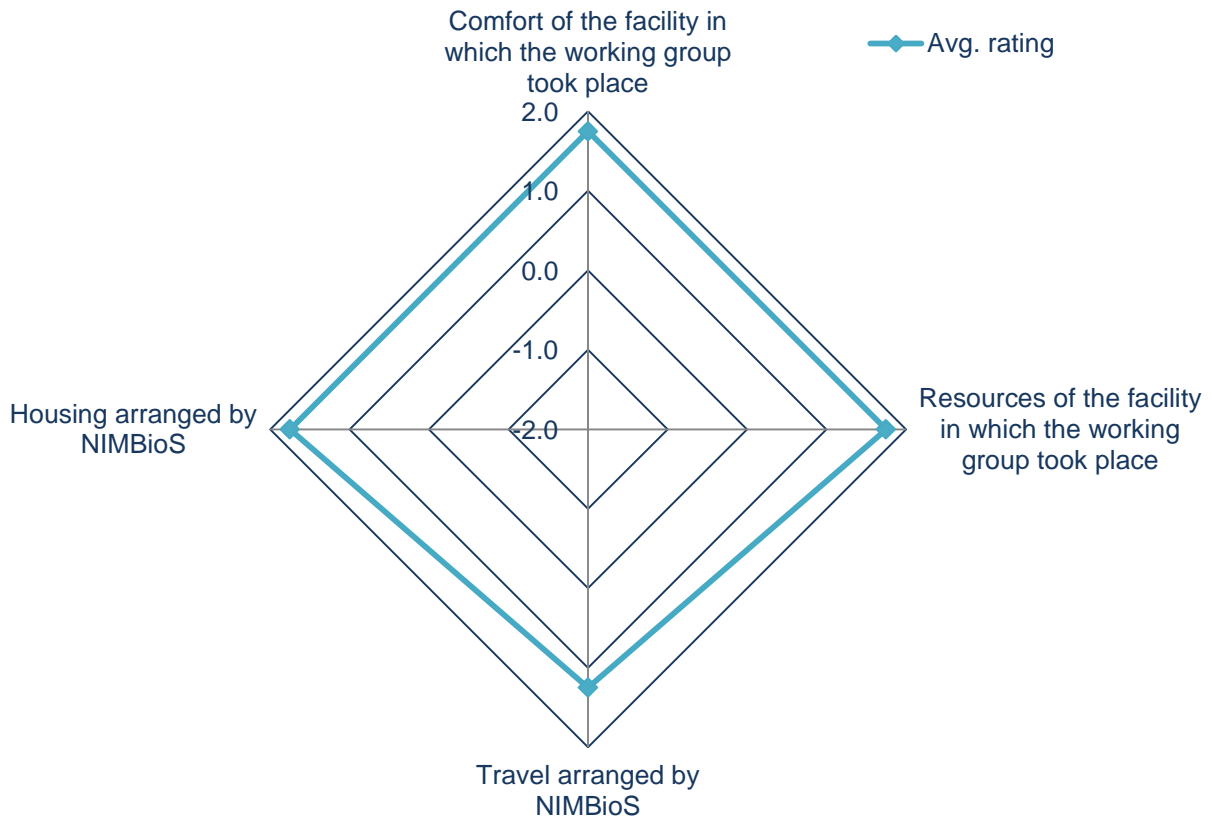 Comfort of the facility in
which the working group
took place
Avg. rating
2.0
1.0
0.0
-1.0
-2.0
Housing arranged by
NIMBioS
Resources of the facility
in which the working
group took place
Travel arranged by
NIMBioS